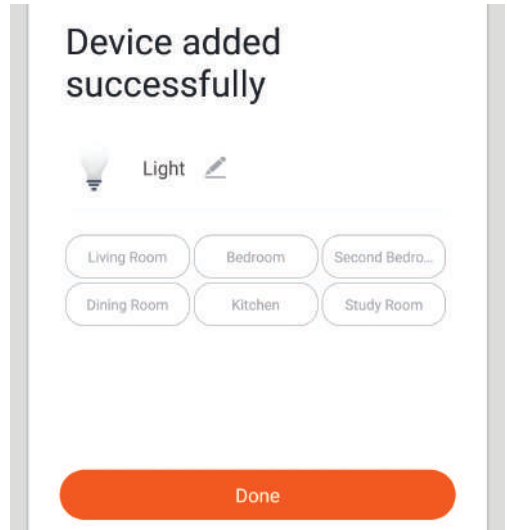 Device added
successfully
Light
Living Room Bedroom Second Bedro...
Dining Room Kitchen Study Room
Done